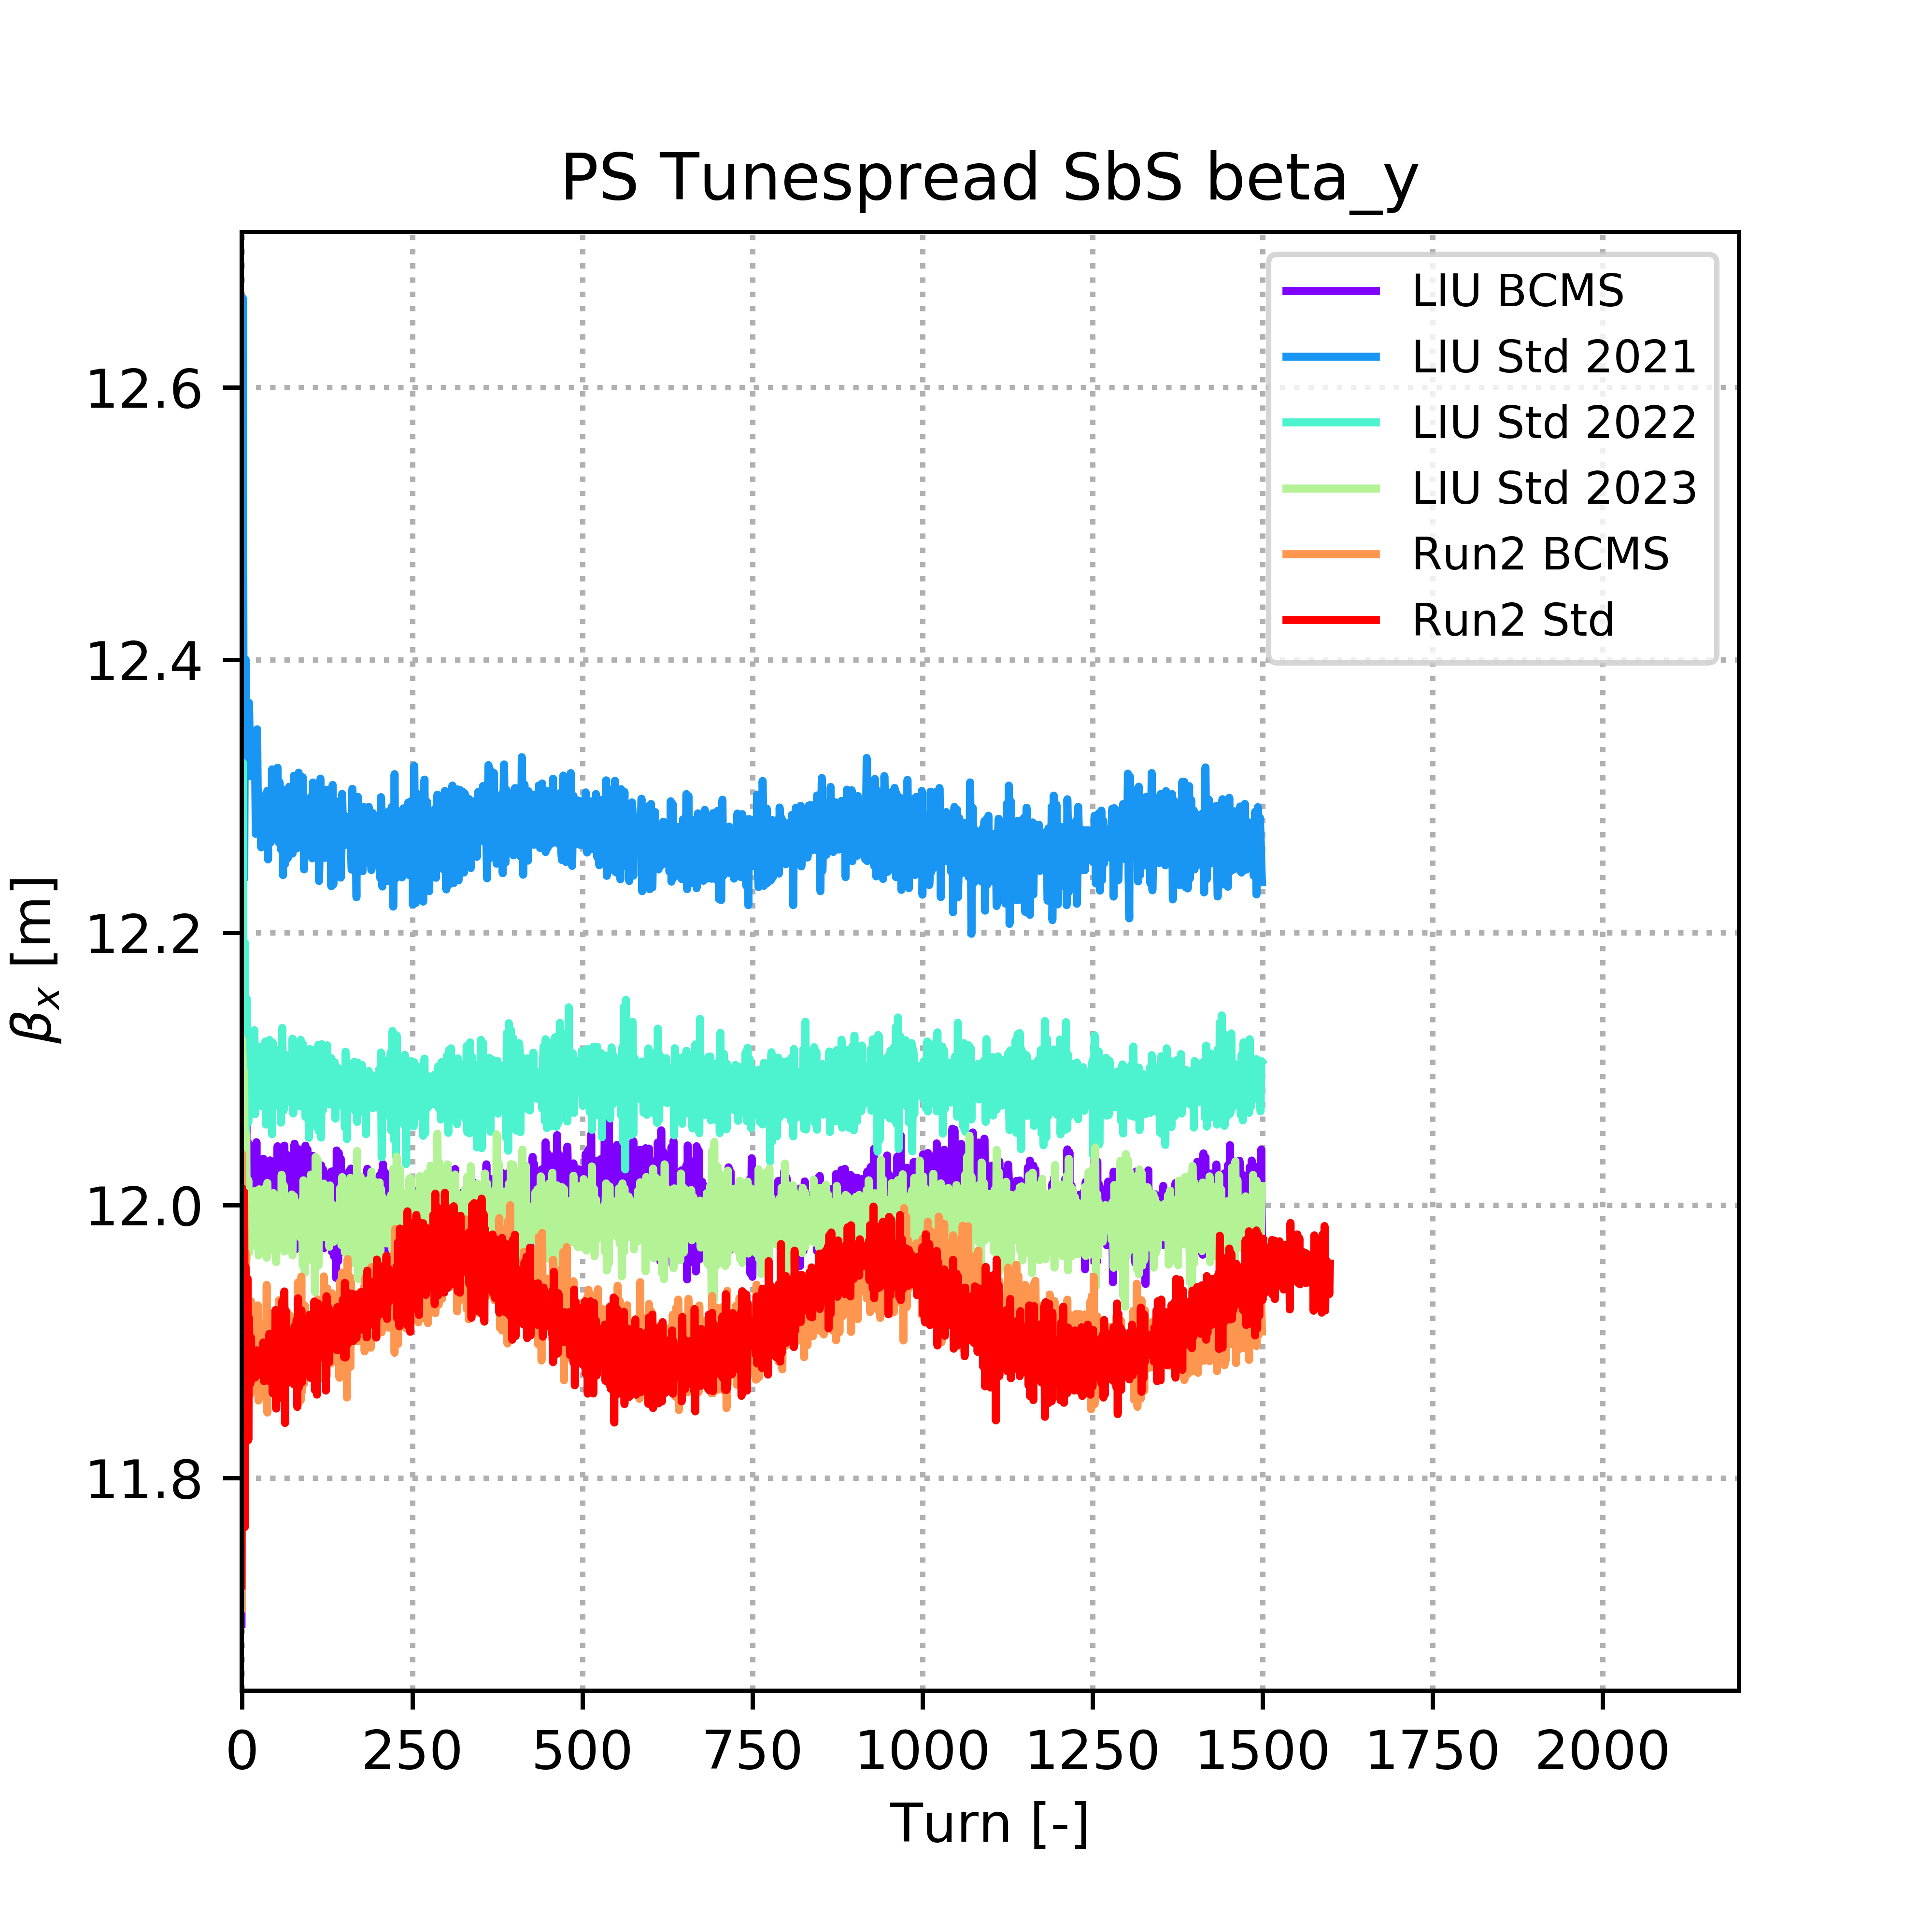 PS Tunespread SbS beta_y
LIU BCMS
LIU Std 2021
LIU Std 2022
LIU Std 2023
Run2 BCMS
Run2 Std
12.6
12.4
12.2
12.0
11.8
βx [m]
0 250 500 750 1000 1250 1500 1750 2000
Turn [-]